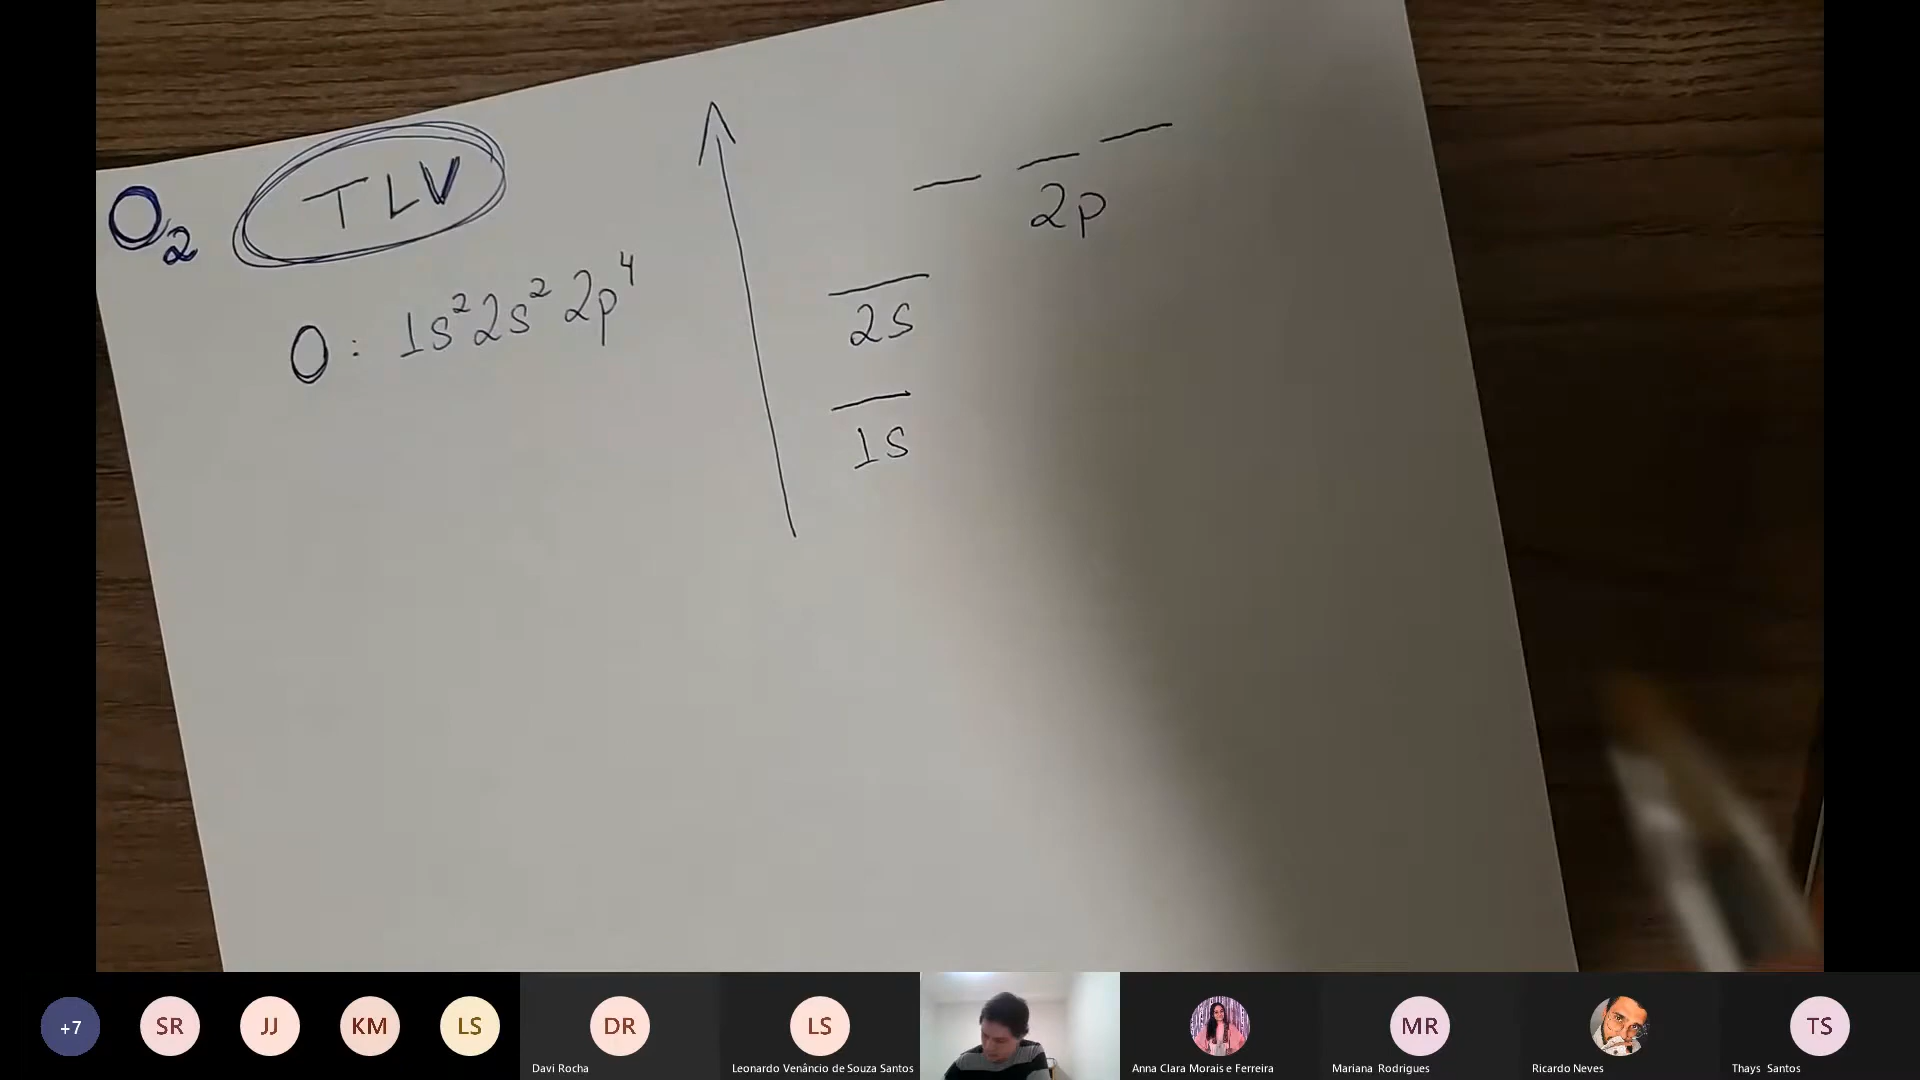 O₂ TLV
O: 1s² 2s² 2p⁴
2p
2s
1s
+7
SR
JJ
KM
LS
DR
Davi Rocha
LS
Leonardo Venâncio de Souza Santos
Anna Clara Morais e Ferreira
MR
Mariana Rodrigues
Ricardo Neves
TS
Thays Santos